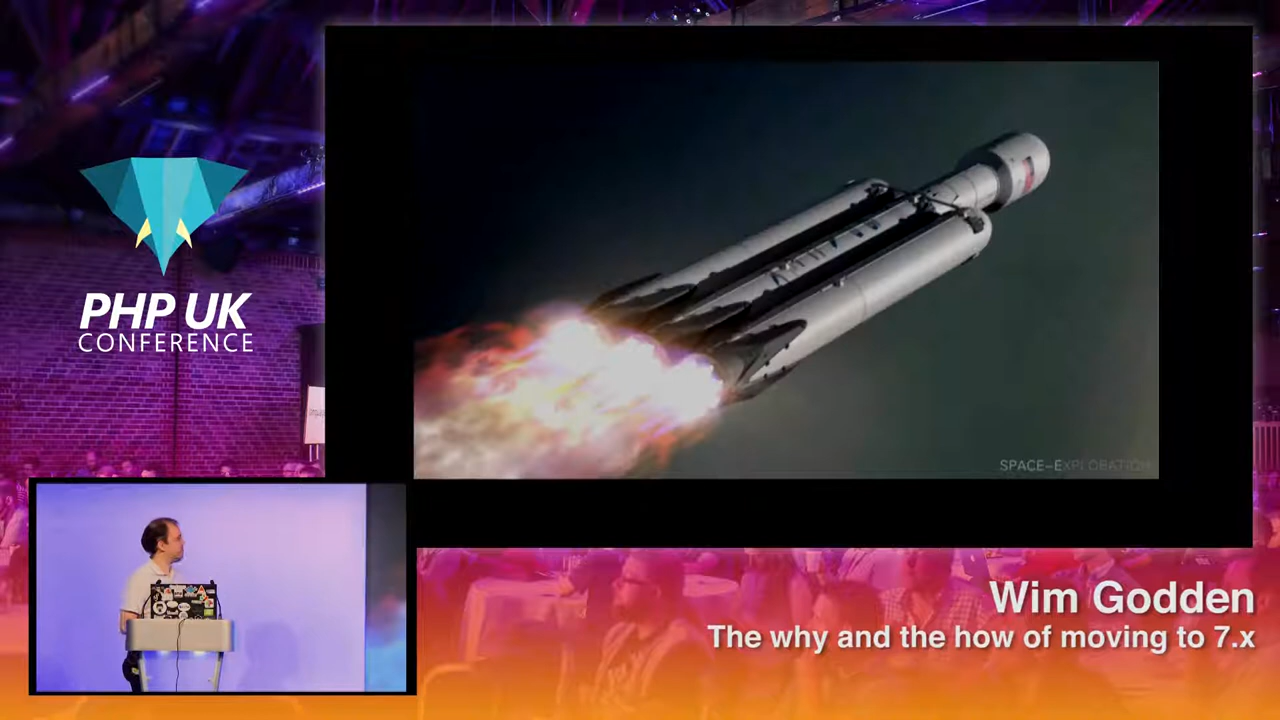 PHP UK
CONFERENCE
SPACE-EXPLORATION
Wim Godden
The why and the how of moving to 7.x